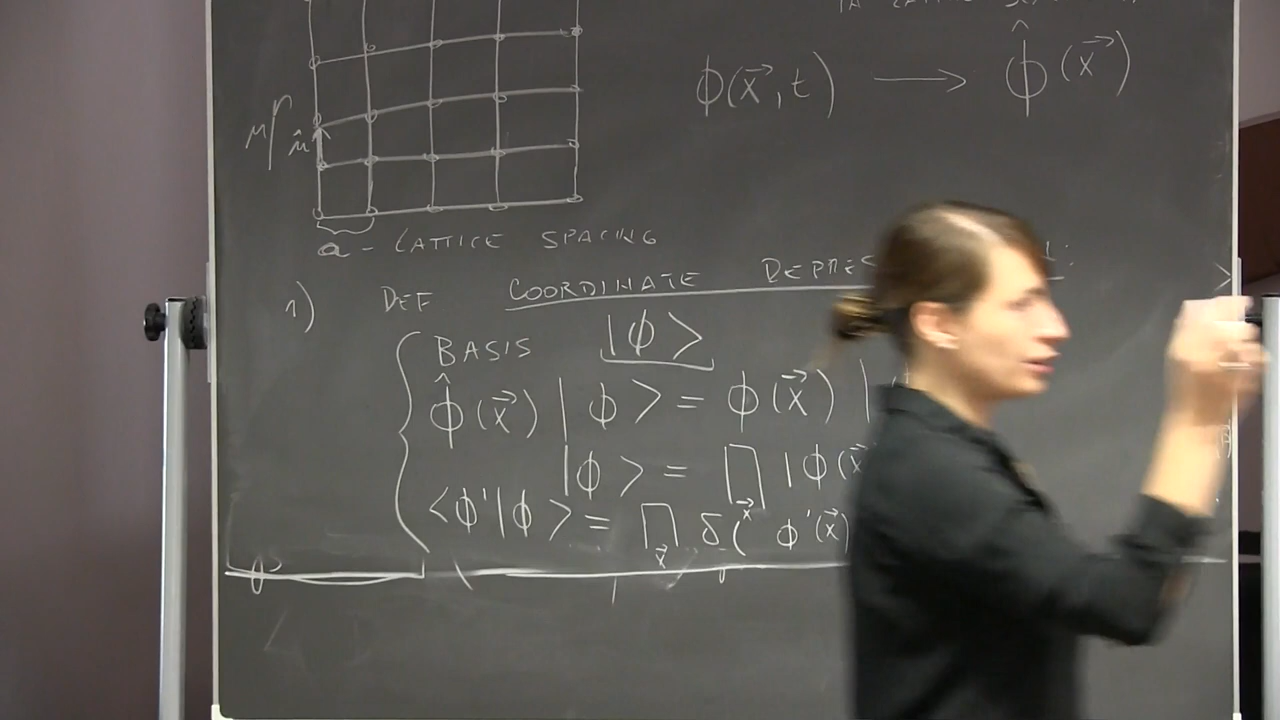 φ(x⃗, t) ⟶ φ̂(x⃗)
μ
μ̂
a - LATTICE SPACING
1) DEF COORDINATE
BASIS |φ>
φ̂(x⃗)|φ> = φ(x⃗)|
|φ> = ∏ |φ(x⃗
x⃗
<φ'|φ> = ∏ δ(φ'(x⃗)
x⃗